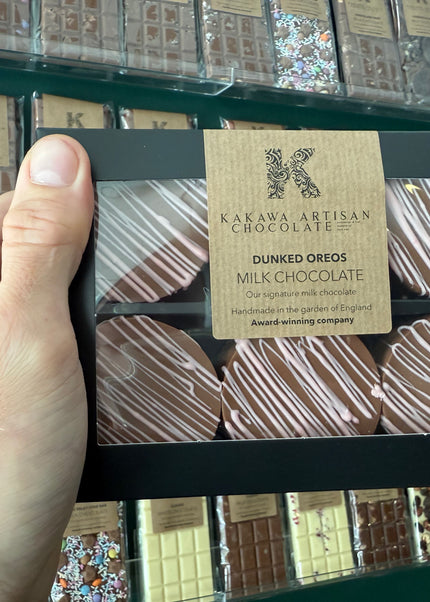 K
KAKAWA ARTISAN
CHOCOLATE
DUNKED OREOS
MILK CHOCOLATE
Our signature milk chocolate
Handmade in the garden of England
Award-winning company